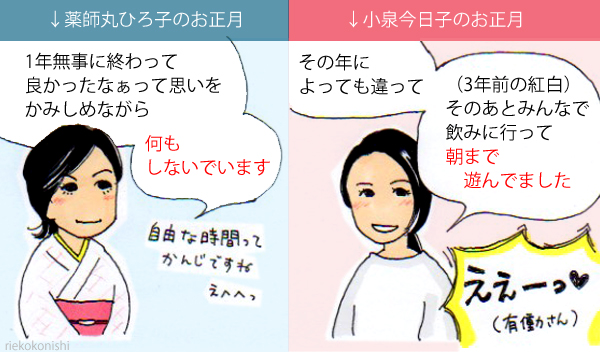 ↓薬師丸ひろ子のお正月
1年無事に終わって
良かったなぁって思いを
かみしめながら
何も
しないでいます
自由な時間って
かんじですね
えへへっ
riekokonishi
↓小泉今日子のお正月
その年に
よっても違って
（3年前の紅白）
そのあとみんなで
飲みに行って
朝まで
遊んでました
ええーっ♥
（有働さん）